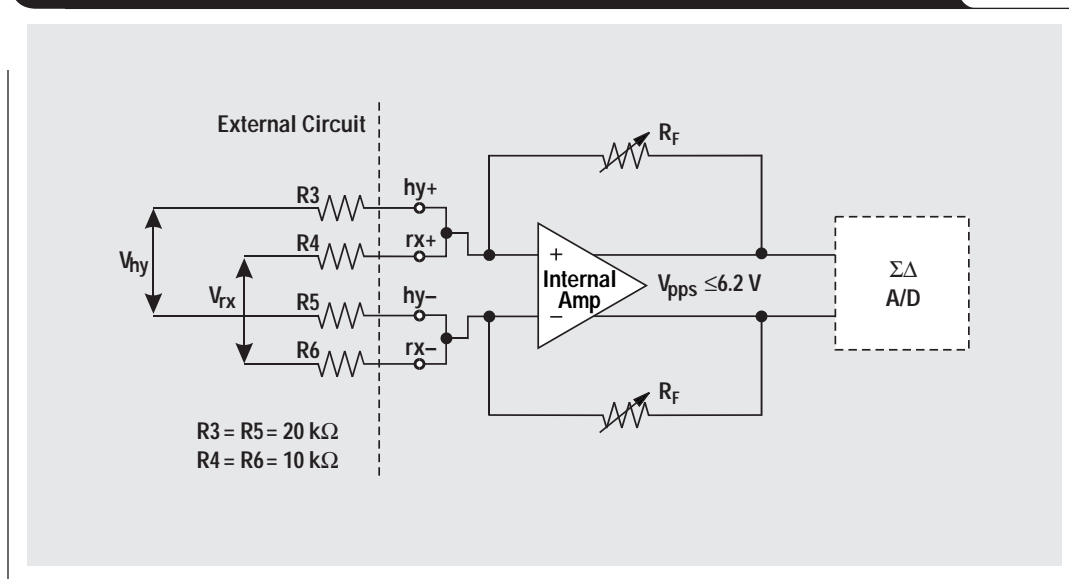 External Circuit
R_F
R3
hy+
R4
rx+
V_hy
V_rx
R5
hy−
R6
rx−
+
Internal
Amp
−
V_pps ≤6.2 V
ΣΔ
A/D
R_F
R3 = R5 = 20 kΩ
R4 = R6 = 10 kΩ